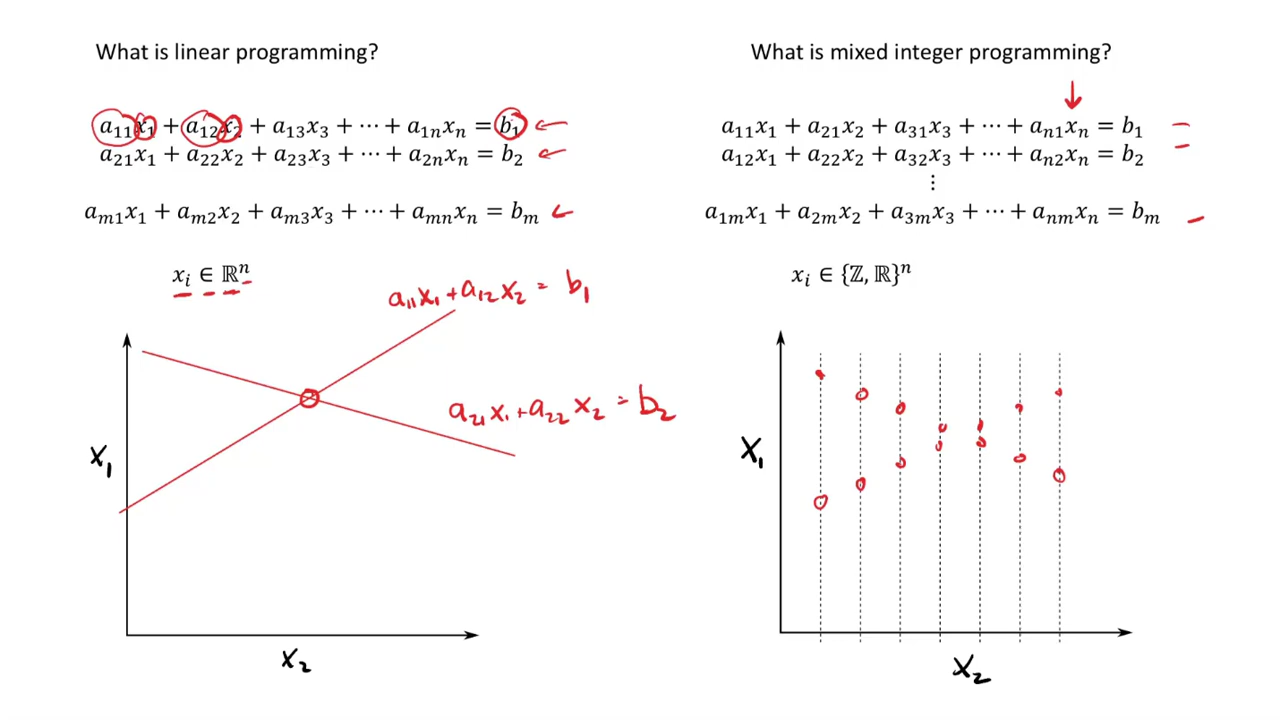 What is linear programming?
a₁₁x₁ + a₁₂x₂ + a₁₃x₃ + ⋯ + a₁ₙxₙ = b₁
a₂₁x₁ + a₂₂x₂ + a₂₃x₃ + ⋯ + a₂ₙxₙ = b₂
aₘ₁x₁ + aₘ₂x₂ + aₘ₃x₃ + ⋯ + aₘₙxₙ = bₘ
xᵢ ∈ ℝⁿ
a₁₁x₁ + a₁₂x₂ = b₁
a₂₁x₁ + a₂₂x₂ = b₂
x₁
x₂
What is mixed integer programming?
a₁₁x₁ + a₂₁x₂ + a₃₁x₃ + ⋯ + aₙ₁xₙ = b₁
a₁₂x₁ + a₂₂x₂ + a₃₂x₃ + ⋯ + aₙ₂xₙ = b₂
⋮
a₁ₘx₁ + a₂ₘx₂ + a₃ₘx₃ + ⋯ + aₙₘxₙ = bₘ
xᵢ ∈ {ℤ, ℝ}ⁿ
x₁
x₂